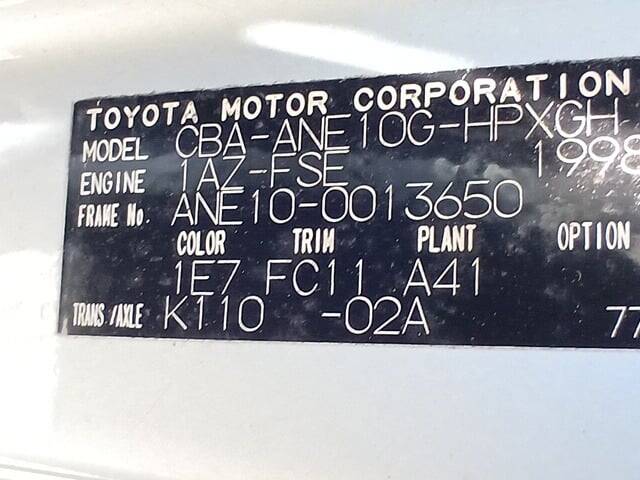 TOYOTA MOTOR CORPORATION
MODEL CBA-ANE10G-HPXGH
ENGINE 1AZ-FSE 1998
FRAME No. ANE10-0013650
COLOR TRIM PLANT OPTION
1E7 FC11 A41
TRANS./AXLE K110 -02A 77